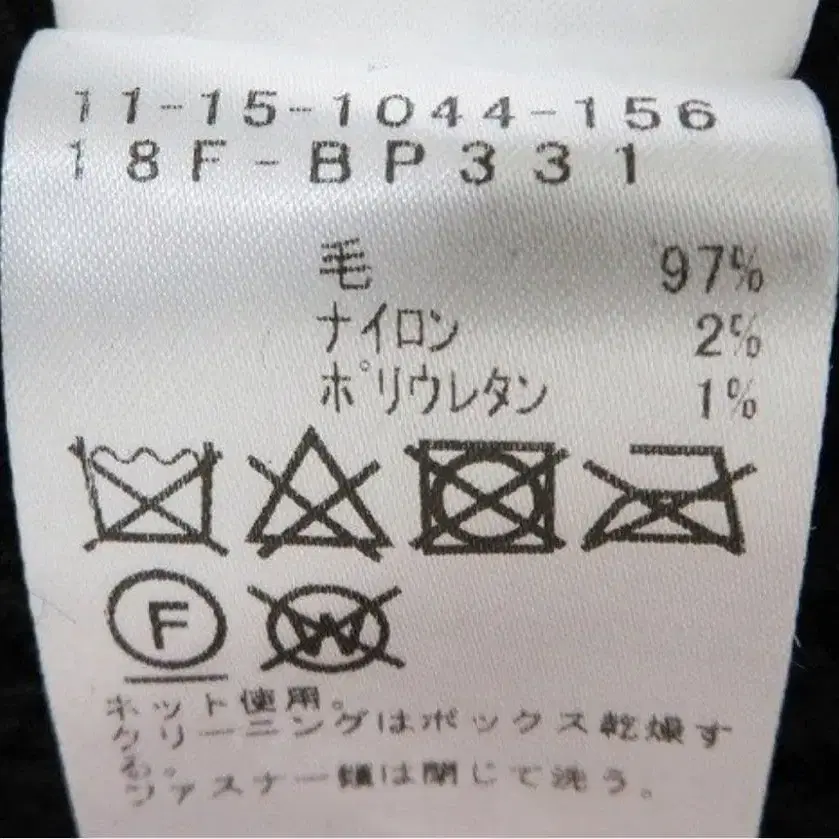 11-15-1044-156
18F-BP331
毛 97%
ナイロン 2%
ポリウレタン 1%
F
W
ネット使用。
クリーニングはボックス乾燥す
る。
ファスナー類は閉じて洗う。